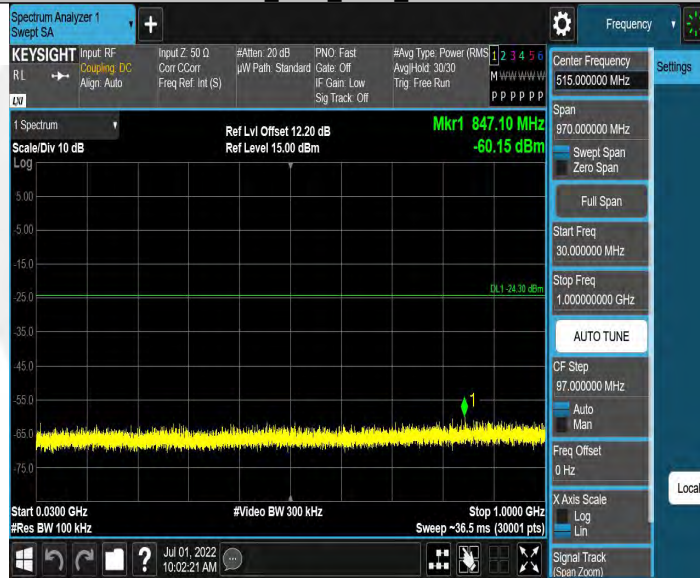 Spectrum Analyzer 1
Swept SA
+
Frequency
KEYSIGHT
RL
LNI
Input: RF
Coupling: DC
Align: Auto
Input Z: 50 Ω
Corr CCorr
Freq Ref: Int (S)
#Atten: 20 dB
µW Path: Standard
PNO: Fast
Gate: Off
IF Gain: Low
Sig Track: Off
#Avg Type: Power (RMS
Avg|Hold: 30/30
Trig: Free Run
1 2 3 4 5 6
M W W W W W
P P P P P P
1 Spectrum
Scale/Div 10 dB
Log
Ref Lvl Offset 12.20 dB
Ref Level 15.00 dBm
Mkr1 847.10 MHz
-60.15 dBm
5.00
-5.00
-15.0
-25.0
-35.0
-45.0
-55.0
-65.0
-75.0
DL1 -24.30 dBm
1
Start 0.0300 GHz
#Res BW 100 kHz
#Video BW 300 kHz
Stop 1.0000 GHz
Sweep ~36.5 ms (30001 pts)
?
Jul 01, 2022
10:02:21 AM
Center Frequency
515.000000 MHz
Span
970.000000 MHz
Swept Span
Zero Span
Full Span
Start Freq
30.000000 MHz
Stop Freq
1.000000000 GHz
AUTO TUNE
CF Step
97.000000 MHz
Auto
Man
Freq Offset
0 Hz
X Axis Scale
Log
Lin
Signal Track
(Span Zoom)
Settings
Local